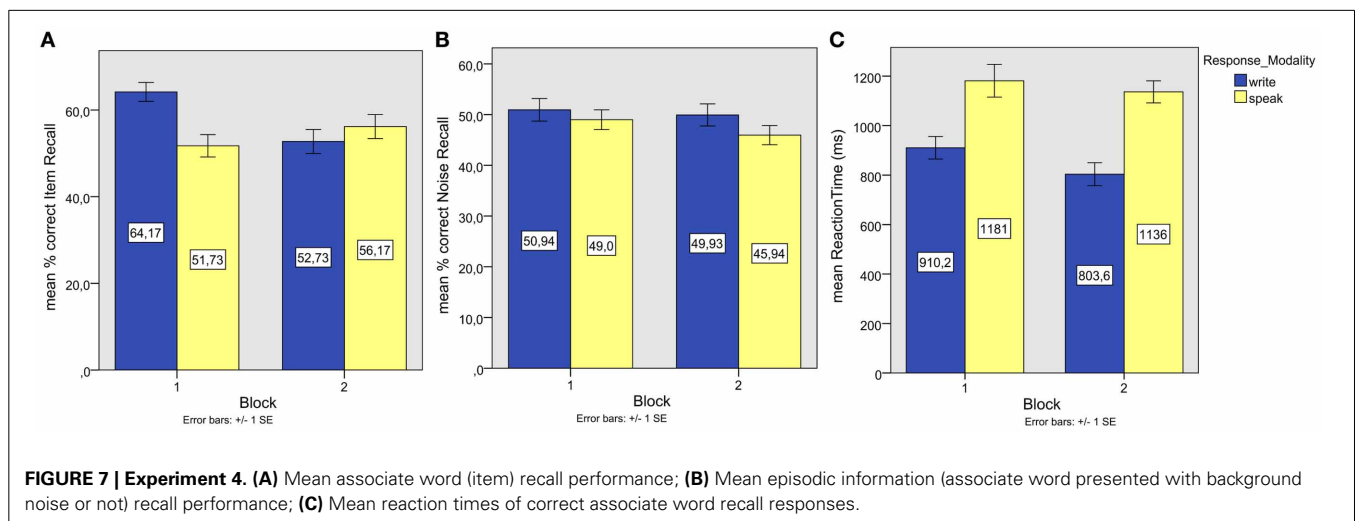 A
mean % correct Item Recall
60,0
40,0
20,0
,0
64,17
51,73
52,73
56,17
1
2
Block
Error bars: +/- 1 SE
B
mean % correct Noise Recall
60,0
50,0
40,0
30,0
20,0
10,0
,0
50,94
49,0
49,93
45,94
1
2
Block
Error bars: +/- 1 SE
C
mean ReactionTime (ms)
1200
1000
800
600
400
200
0
910,2
1181
803,6
1136
1
2
Block
Error bars: +/- 1 SE
Response_Modality
write
speak
FIGURE 7 | Experiment 4. (A) Mean associate word (item) recall performance; (B) Mean episodic information (associate word presented with background
noise or not) recall performance; (C) Mean reaction times of correct associate word recall responses.